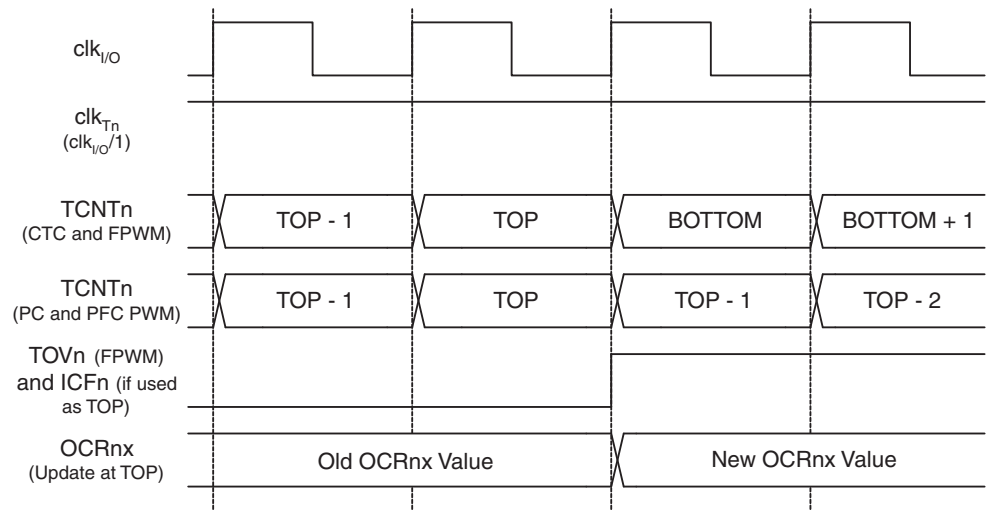 clkI/O
clkTn
(clkI/O/1)
TCNTn
(CTC and FPWM)
TOP - 1 TOP BOTTOM BOTTOM + 1
TCNTn
(PC and PFC PWM)
TOP - 1 TOP TOP - 1 TOP - 2
TOVn (FPWM)
and ICFn (if used
as TOP)
OCRnx
(Update at TOP)
Old OCRnx Value New OCRnx Value